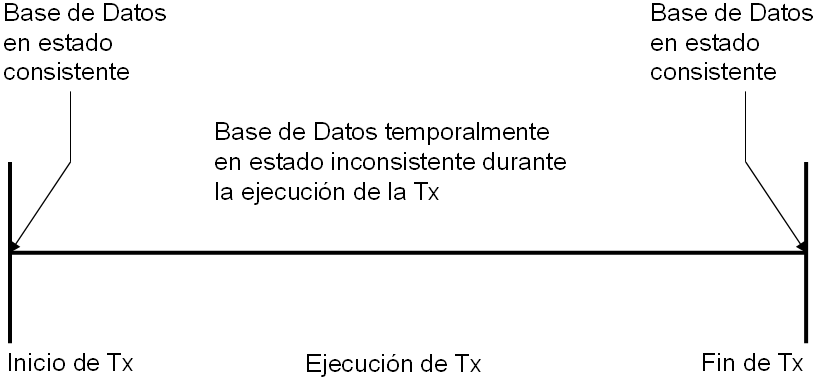 Base de Datos
en estado
consistente
Base de Datos
en estado
consistente
Base de Datos temporalmente
en estado inconsistente durante
la ejecución de la Tx
Inicio de Tx
Ejecución de Tx
Fin de Tx